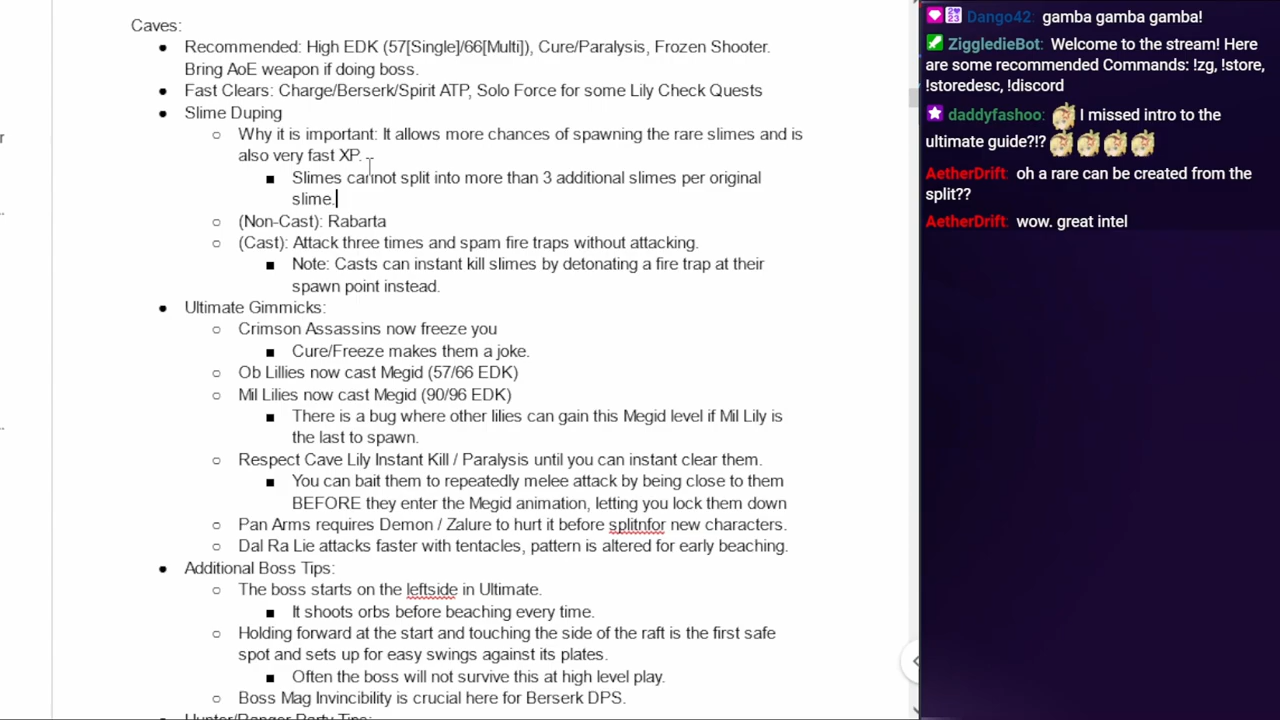 Caves:
● Recommended: High EDK (57[Single]/66[Multi]), Cure/Paralysis, Frozen Shooter.
Bring AoE weapon if doing boss.
● Fast Clears: Charge/Berserk/Spirit ATP, Solo Force for some Lily Check Quests
● Slime Duping
○ Why it is important: It allows more chances of spawning the rare slimes and is
also very fast XP.
■ Slimes cannot split into more than 3 additional slimes per original
slime.
○ (Non-Cast): Rabarta
○ (Cast): Attack three times and spam fire traps without attacking.
■ Note: Casts can instant kill slimes by detonating a fire trap at their
spawn point instead.
● Ultimate Gimmicks:
○ Crimson Assassins now freeze you
■ Cure/Freeze makes them a joke.
○ Ob Lillies now cast Megid (57/66 EDK)
○ Mil Lilies now cast Megid (90/96 EDK)
■ There is a bug where other lilies can gain this Megid level if Mil Lily is
the last to spawn.
○ Respect Cave Lily Instant Kill / Paralysis until you can instant clear them.
■ You can bait them to repeatedly melee attack by being close to them
BEFORE they enter the Megid animation, letting you lock them down
○ Pan Arms requires Demon / Zalure to hurt it before splitnfor new characters.
○ Dal Ra Lie attacks faster with tentacles, pattern is altered for early beaching.
● Additional Boss Tips:
○ The boss starts on the leftside in Ultimate.
■ It shoots orbs before beaching every time.
○ Holding forward at the start and touching the side of the raft is the first safe
spot and sets up for easy swings against its plates.
■ Often the boss will not survive this at high level play.
○ Boss Mag Invincibility is crucial here for Berserk DPS.
Hunter/Ranger Party Tips:
Dango42: gamba gamba gamba!
ZiggledieBot: Welcome to the stream! Here
are some recommended Commands: !zg, !store,
!storedesc, !discord
daddyfashoo: I missed intro to the
ultimate guide?!?
AetherDrift: oh a rare can be created from the
split??
AetherDrift: wow. great intel